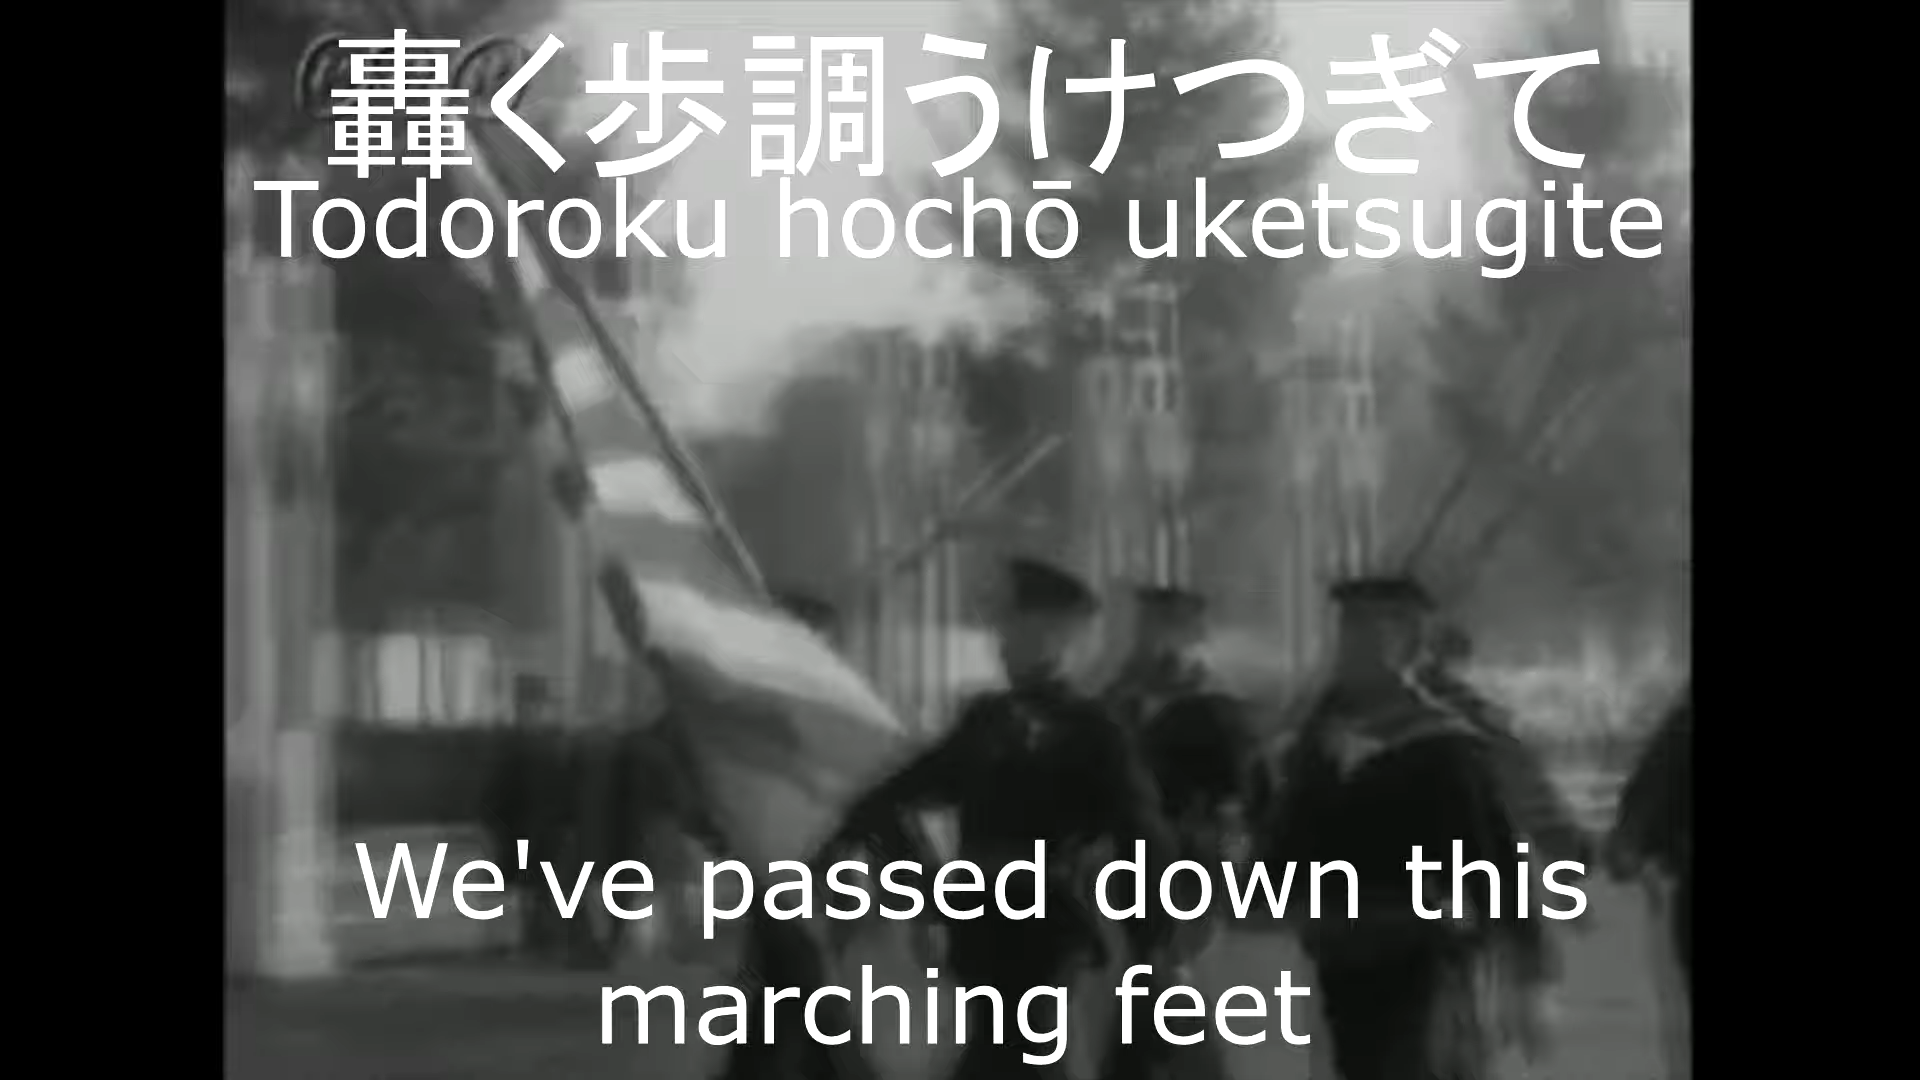 轟く歩調うけつぎて
Todoroku hochō uketsugite
We've passed down this
marching feet